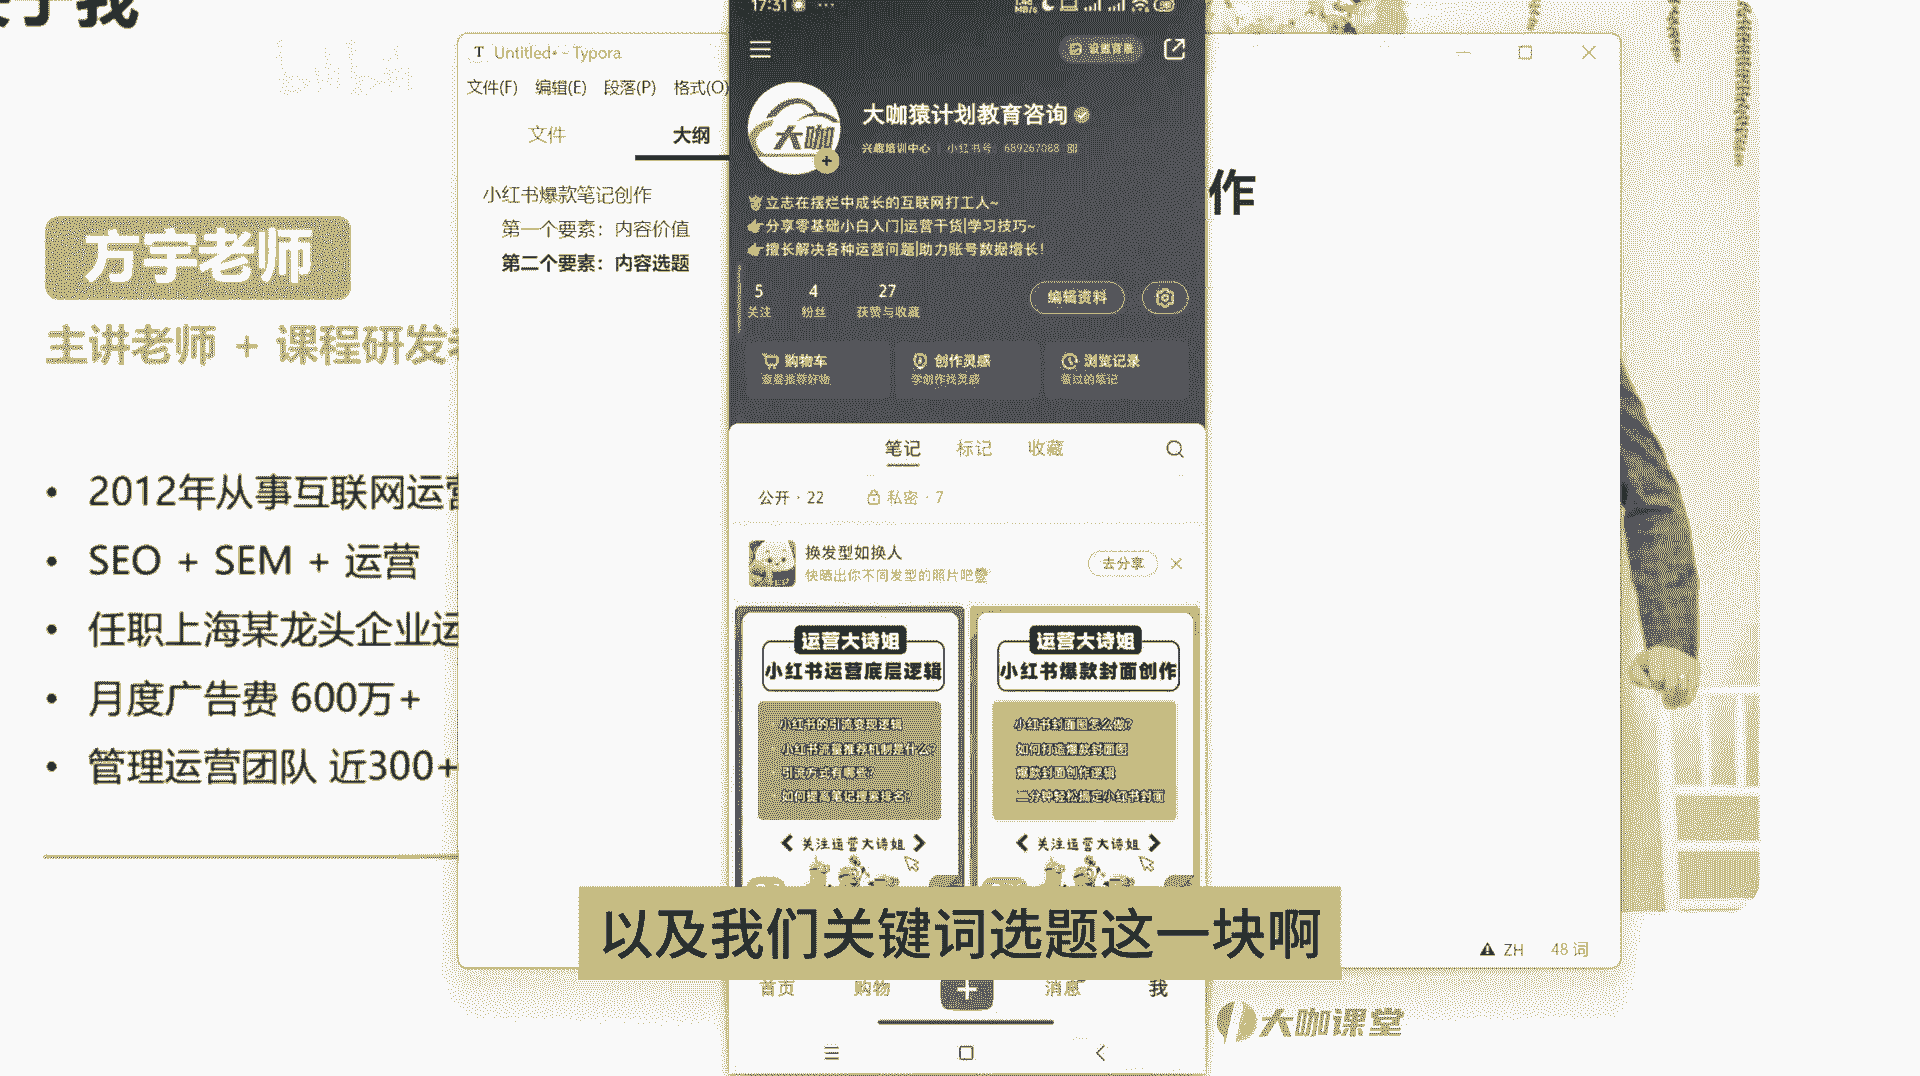 关于我
方宇老师
主讲老师 + 课程研发老
• 2012年从事互联网运营
• SEO + SEM + 运营
• 任职上海某龙头企业运
• 月度广告费 600万+
• 管理运营团队 近300+
Untitled• - Typora
文件(F) 编辑(E) 段落(P) 格式(O)
文件 大纲
小红书爆款笔记创作
第一个要素：内容价值
第二个要素：内容选题
作
17:31
设置背景
大咖
大咖猿计划教育咨询
兴趣培训中心 小红书号 689267088
立志在摆烂中成长的互联网打工人~
分享零基础小白入门|运营干货|学习技巧~
擅长解决各种运营问题|助力账号数据增长!
5 4 27
关注 粉丝 获赞与收藏
编辑资料
购物车 创作灵感 浏览记录
查看推荐好物 学创作找灵感 看过的笔记
笔记 标记 收藏
公开 · 22 私密 · 7
换发型如换人
快晒出你不同发型的照片吧
去分享
运营大诗姐
小红书运营底层逻辑
小红书的引流变现逻辑
小红书流量推荐机制是什么?
引流方式有哪些?
如何提高笔记搜索排名?
关注运营大诗姐
运营大诗姐
小红书爆款封面创作
小红书封面图怎么做?
如何打造爆款封面图
爆款封面创作逻辑
二分钟轻松搞定小红书封面
关注运营大诗姐
以及我们关键词选题这一块啊
首页 购物 消息 我
ZH 48 词
大咖课堂